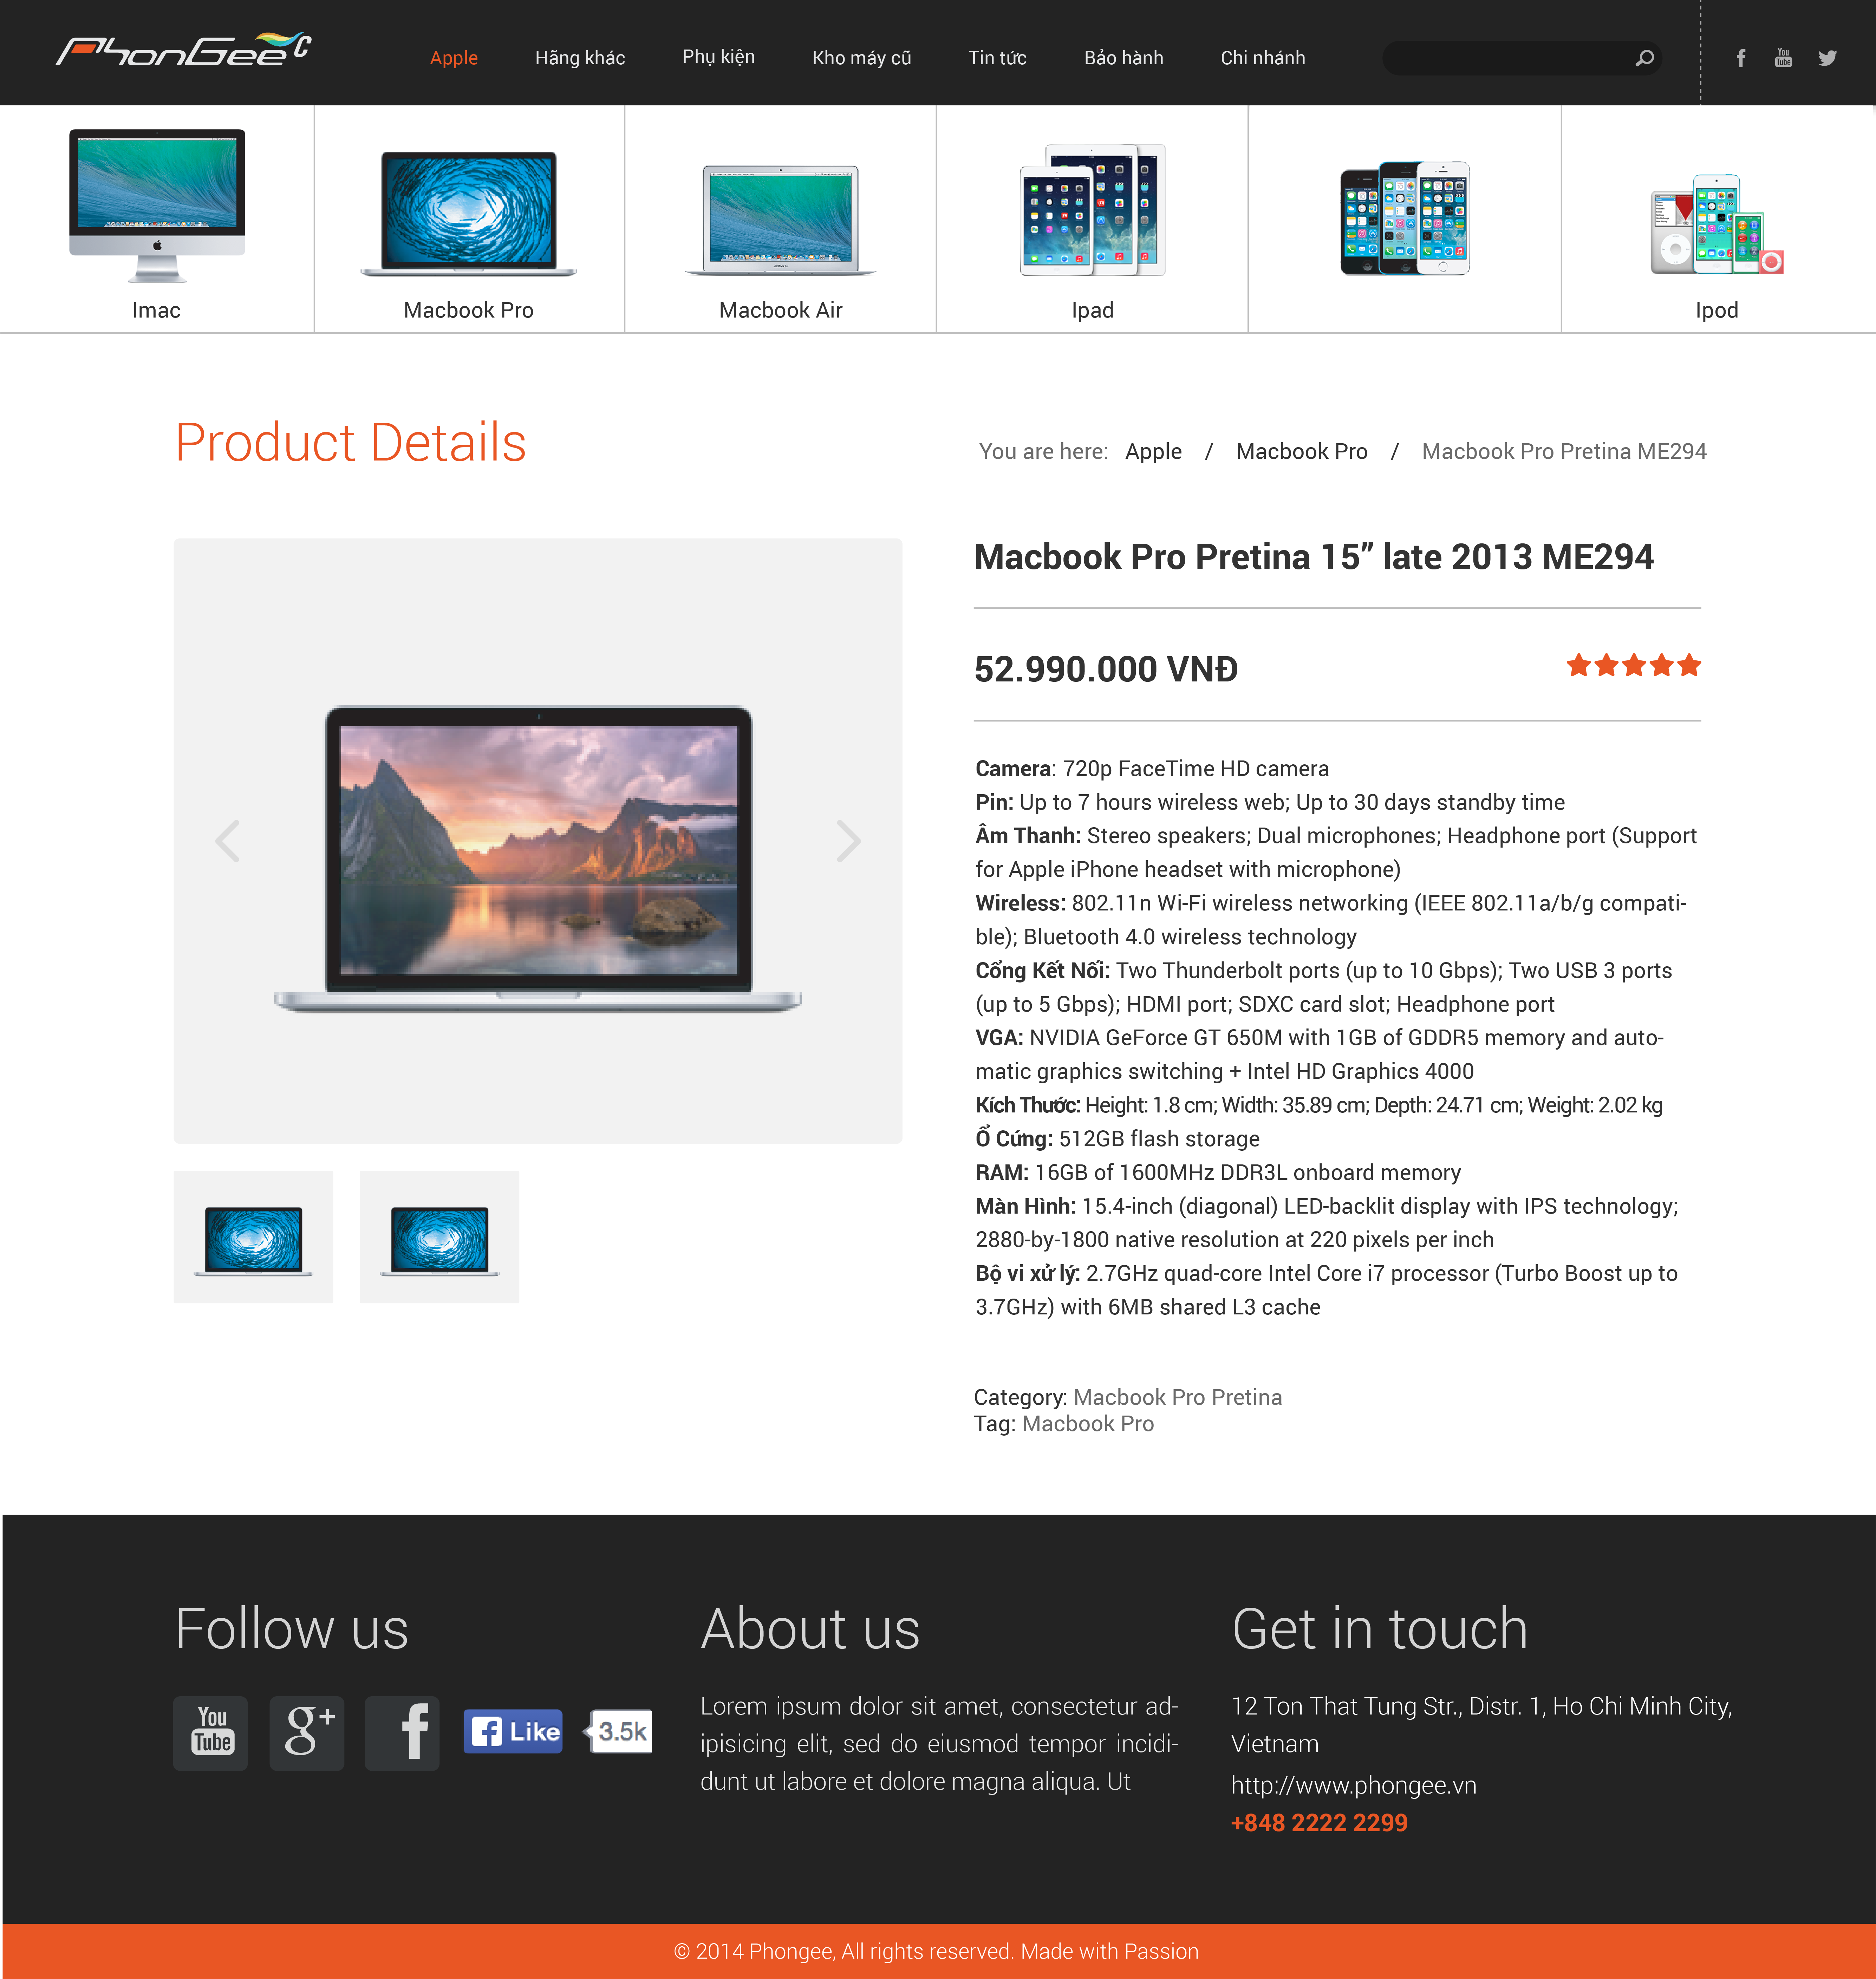 PhonGee C
Apple Hãng khác Phụ kiện Kho máy cũ Tin tức Bảo hành Chi nhánh
You Tube
Imac Macbook Pro Macbook Air Ipad Ipod
Product Details
You are here: Apple / Macbook Pro / Macbook Pro Pretina ME294
Macbook Pro Pretina 15” late 2013 ME294
52.990.000 VNĐ
Camera: 720p FaceTime HD camera
Pin: Up to 7 hours wireless web; Up to 30 days standby time
Âm Thanh: Stereo speakers; Dual microphones; Headphone port (Support
for Apple iPhone headset with microphone)
Wireless: 802.11n Wi-Fi wireless networking (IEEE 802.11a/b/g compati-
ble); Bluetooth 4.0 wireless technology
Cổng Kết Nối: Two Thunderbolt ports (up to 10 Gbps); Two USB 3 ports
(up to 5 Gbps); HDMI port; SDXC card slot; Headphone port
VGA: NVIDIA GeForce GT 650M with 1GB of GDDR5 memory and auto-
matic graphics switching + Intel HD Graphics 4000
Kích Thước: Height: 1.8 cm; Width: 35.89 cm; Depth: 24.71 cm; Weight: 2.02 kg
Ổ Cứng: 512GB flash storage
RAM: 16GB of 1600MHz DDR3L onboard memory
Màn Hình: 15.4-inch (diagonal) LED-backlit display with IPS technology;
2880-by-1800 native resolution at 220 pixels per inch
Bộ vi xử lý: 2.7GHz quad-core Intel Core i7 processor (Turbo Boost up to
3.7GHz) with 6MB shared L3 cache
Category: Macbook Pro Pretina
Tag: Macbook Pro
Follow us
You Tube g+ f Like 3.5k
About us
Lorem ipsum dolor sit amet, consectetur ad-
ipisicing elit, sed do eiusmod tempor incidi-
dunt ut labore et dolore magna aliqua. Ut
Get in touch
12 Ton That Tung Str., Distr. 1, Ho Chi Minh City,
Vietnam
http://www.phongee.vn
+848 2222 2299
© 2014 Phongee, All rights reserved. Made with Passion